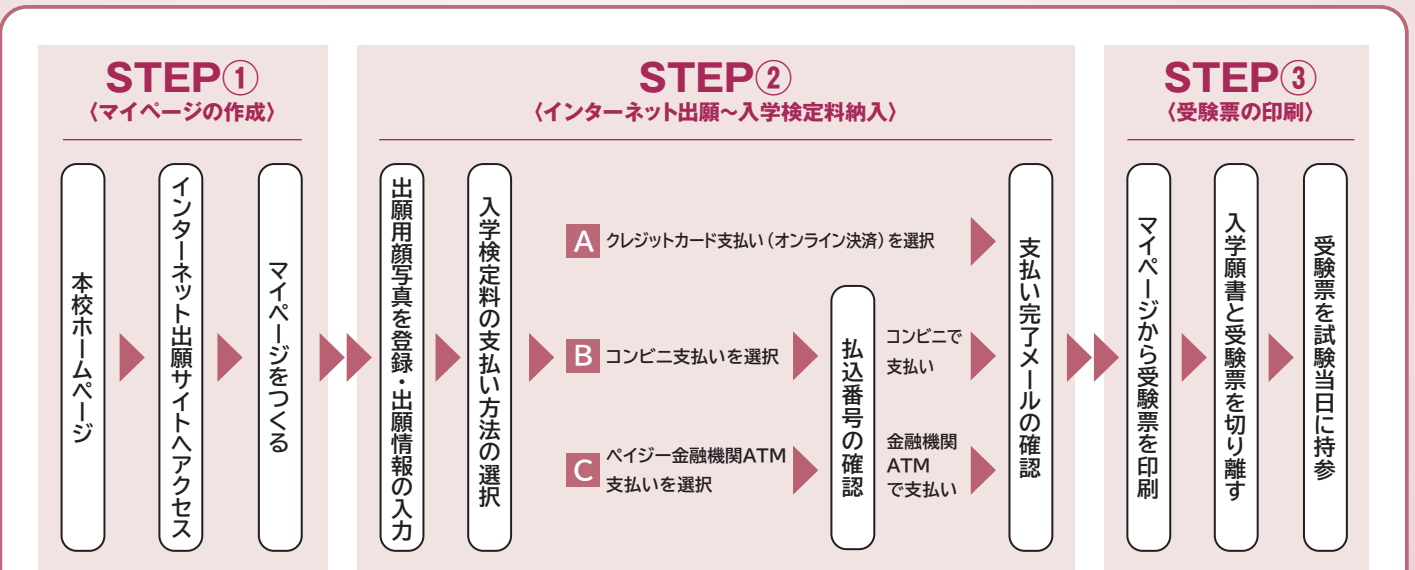 STEP①
〈マイページの作成〉
本校ホームページ
インターネット出願サイトへアクセス
マイページをつくる
STEP②
〈インターネット出願～入学検定料納入〉
出願用顔写真を登録・出願情報の入力
入学検定料の支払い方法の選択
A クレジットカード支払い（オンライン決済）を選択
B コンビニ支払いを選択
C ペイジー金融機関ATM
支払いを選択
払込番号の確認
コンビニで
支払い
金融機関
ATM
で支払い
支払い完了メールの確認
STEP③
〈受験票の印刷〉
マイページから受験票を印刷
入学願書と受験票を切り離す
受験票を試験当日に持参